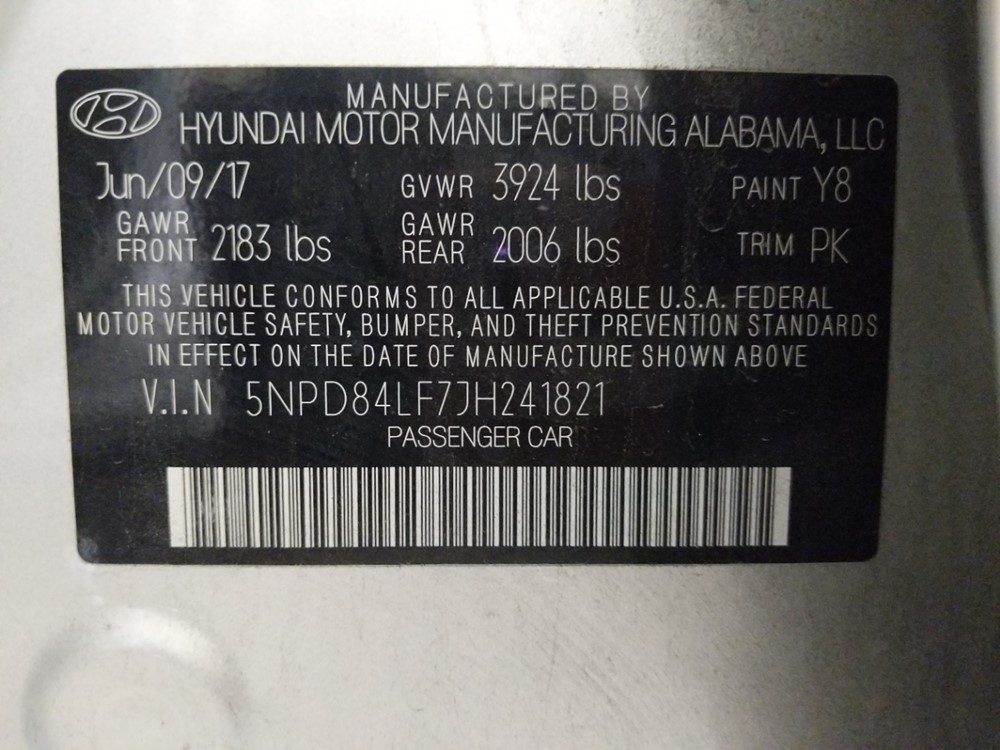 MANUFACTURED BY
HYUNDAI MOTOR MANUFACTURING ALABAMA, LLC
Jun/09/17 GVWR 3924 lbs PAINT Y8
GAWR FRONT 2183 lbs GAWR REAR 2006 lbs TRIM PK
THIS VEHICLE CONFORMS TO ALL APPLICABLE U.S.A. FEDERAL
MOTOR VEHICLE SAFETY, BUMPER, AND THEFT PREVENTION STANDARDS
IN EFFECT ON THE DATE OF MANUFACTURE SHOWN ABOVE
V.I.N 5NPD84LF7JH241821
PASSENGER CAR